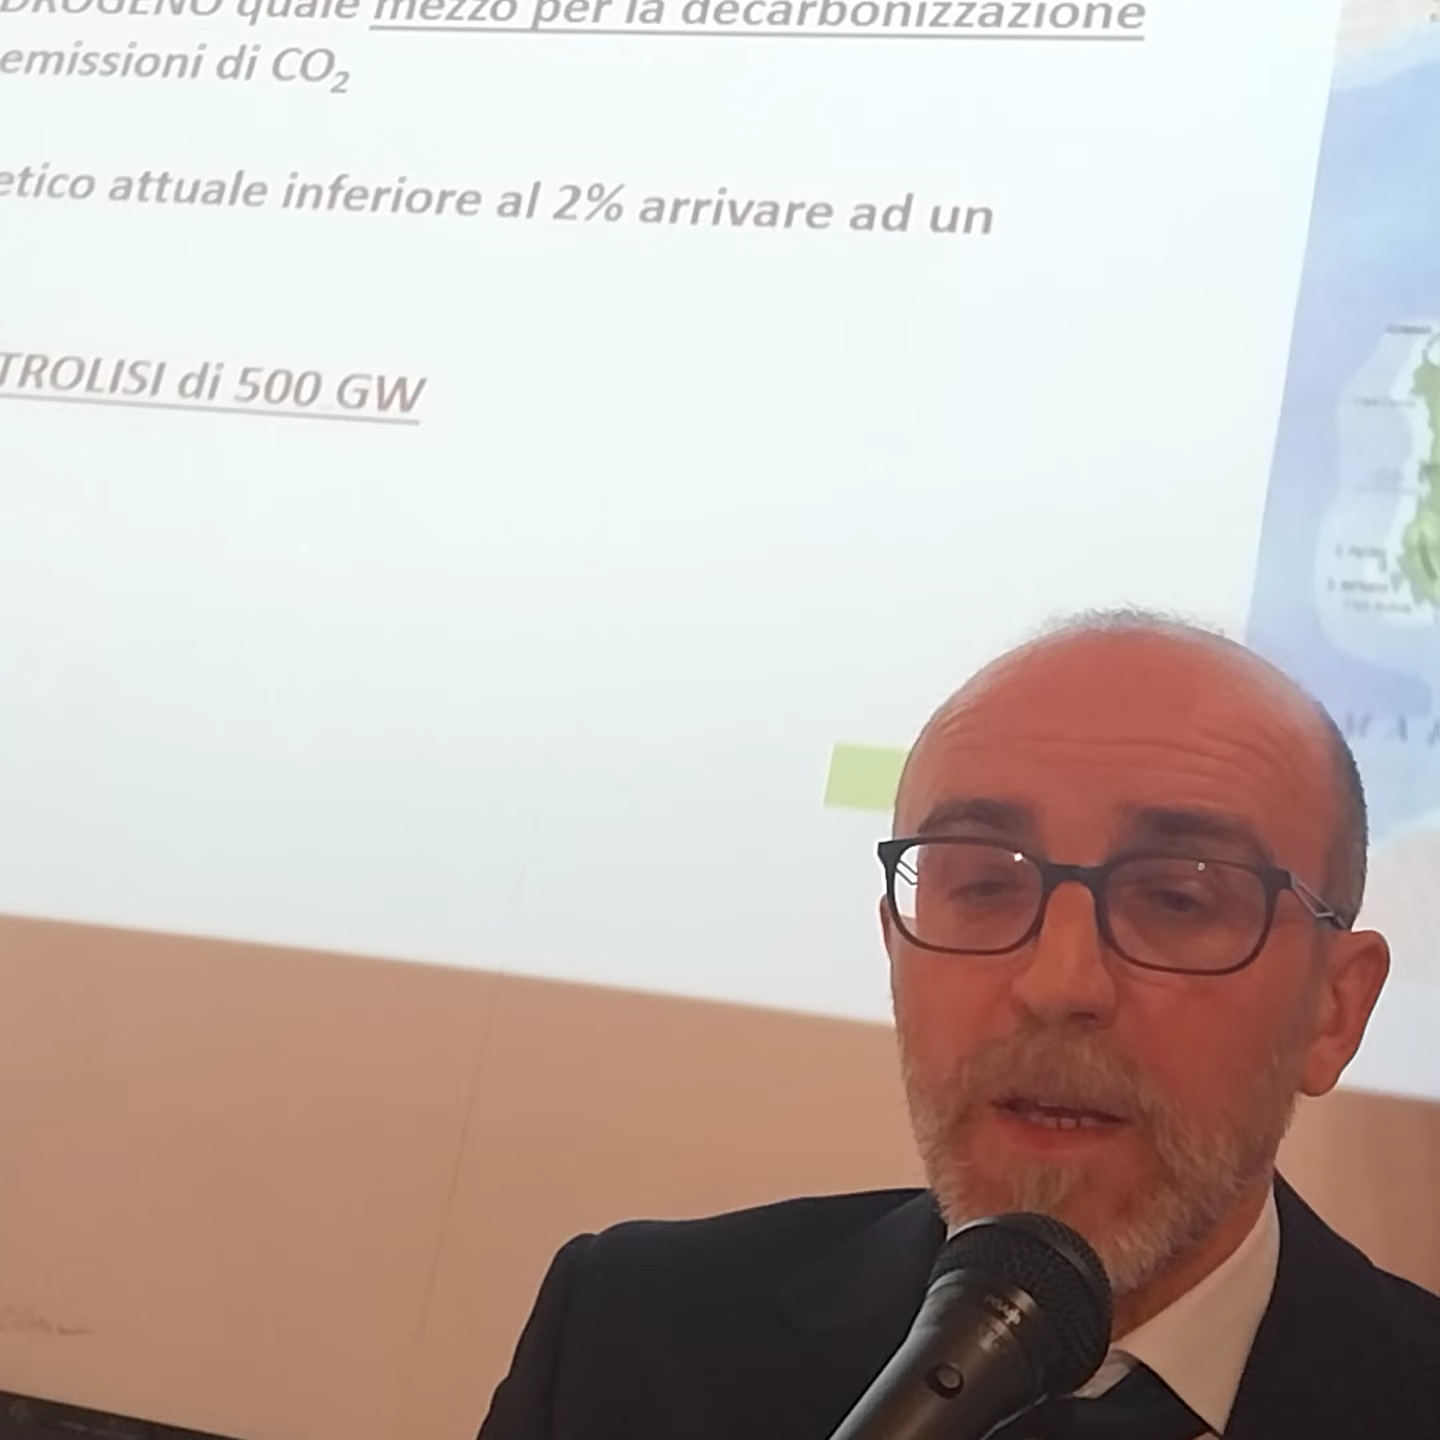 DROGENO quale mezzo per la decarbonizzazione
emissioni di CO₂
etico attuale inferiore al 2% arrivare ad un
TROLISI di 500 GW